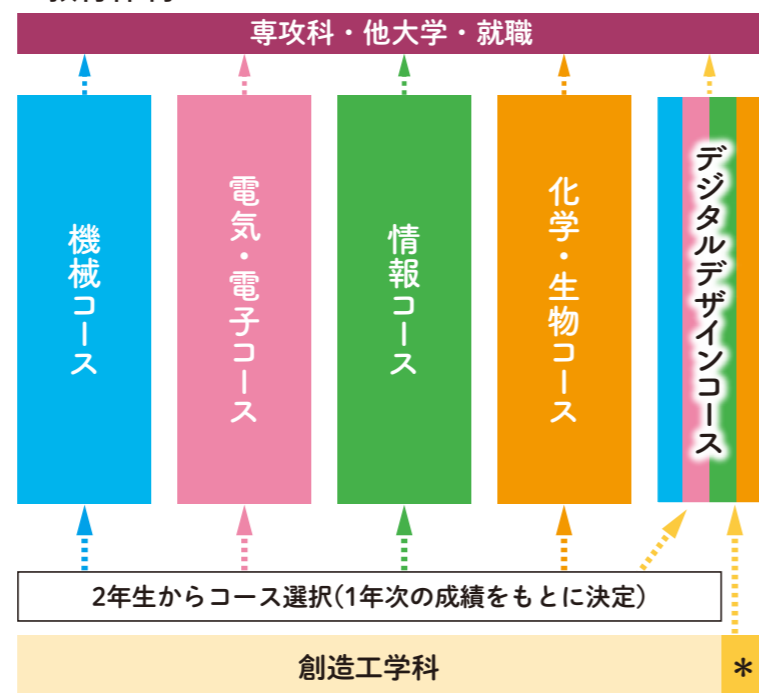 専攻科・他大学・就職
機械コース
電気・電子コース
情報コース
化学・生物コース
デジタルデザインコース
2年生からコース選択(1年次の成績をもとに決定)
創造工学科
*